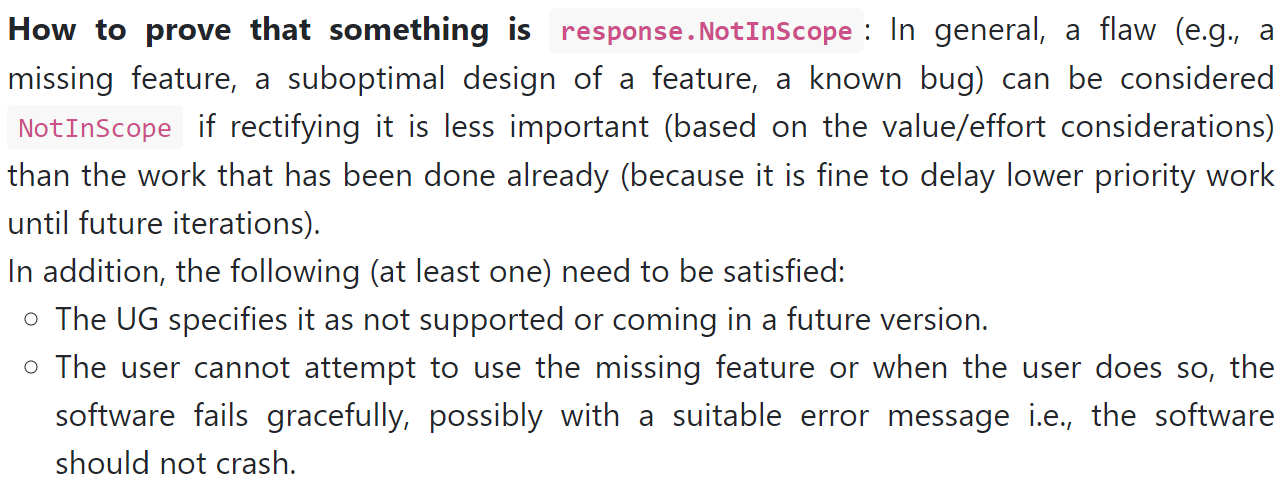 How to prove that something is response.NotInScope: In general, a flaw (e.g., a
missing feature, a suboptimal design of a feature, a known bug) can be considered
NotInScope if rectifying it is less important (based on the value/effort considerations)
than the work that has been done already (because it is fine to delay lower priority work
until future iterations).
In addition, the following (at least one) need to be satisfied:
○ The UG specifies it as not supported or coming in a future version.
○ The user cannot attempt to use the missing feature or when the user does so, the
software fails gracefully, possibly with a suitable error message i.e., the software
should not crash.